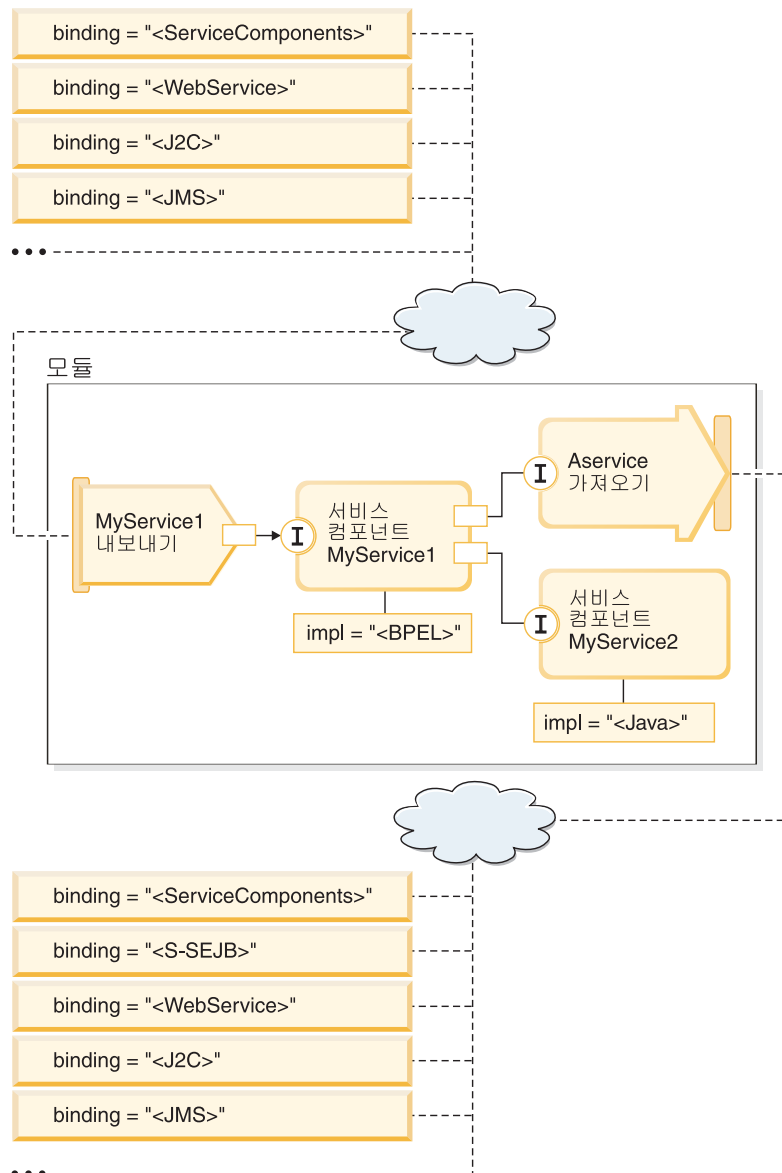 binding = "<ServiceComponents>"
binding = "<WebService>"
binding = "<J2C>"
binding = "<JMS>"
•••
모듈
MyService1
내보내기
I
서비스
컴포넌트
MyService1
impl = "<BPEL>"
I
Aservice
가져오기
I
서비스
컴포넌트
MyService2
impl = "<Java>"
binding = "<ServiceComponents>"
binding = "<S-SEJB>"
binding = "<WebService>"
binding = "<J2C>"
binding = "<JMS>"
•••